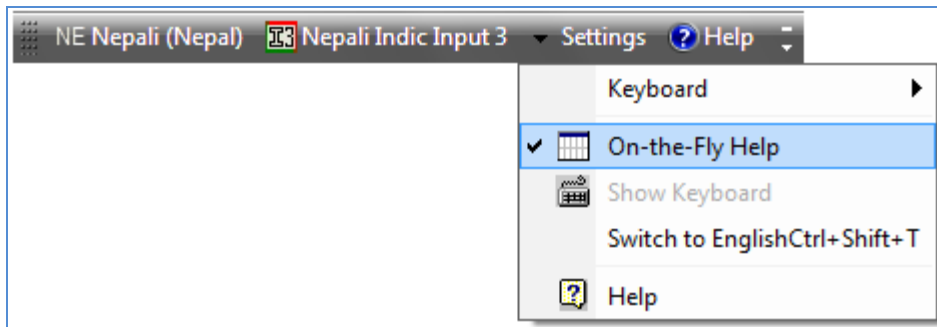 NE Nepali (Nepal) Nepali Indic Input 3 Settings Help
Keyboard
On-the-Fly Help
Show Keyboard
Switch to EnglishCtrl+Shift+T
Help